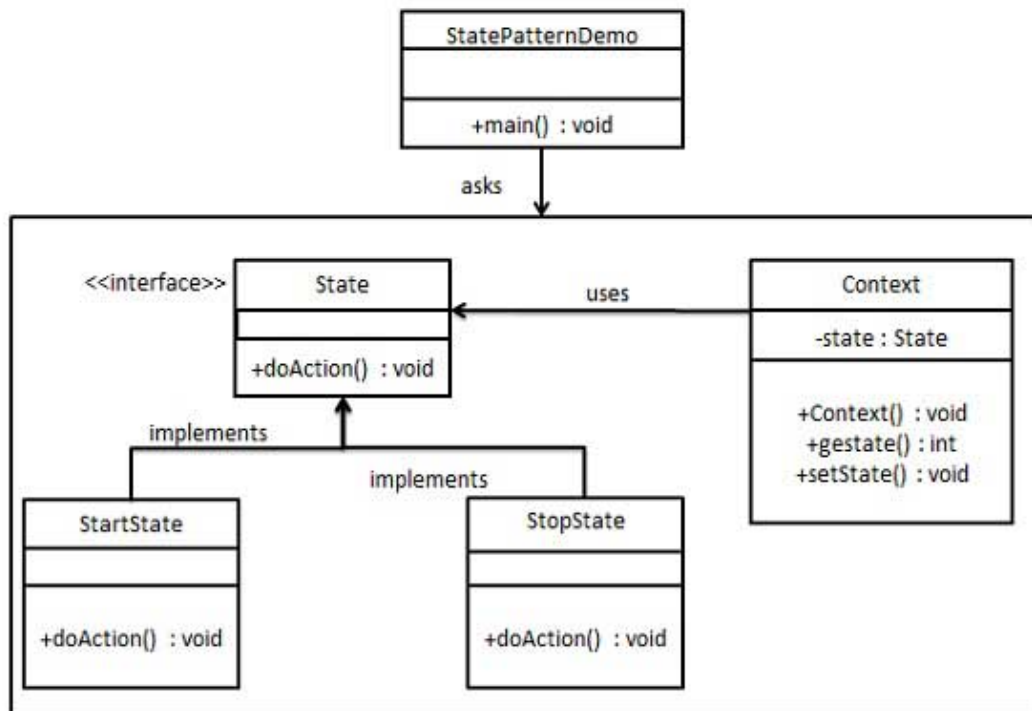 StatePatternDemo
+main() : void
asks
<<interface>>
State
+doAction() : void
uses
Context
-state : State
+Context() : void
+gestate() : int
+setState() : void
implements
implements
StartState
+doAction() : void
StopState
+doAction() : void